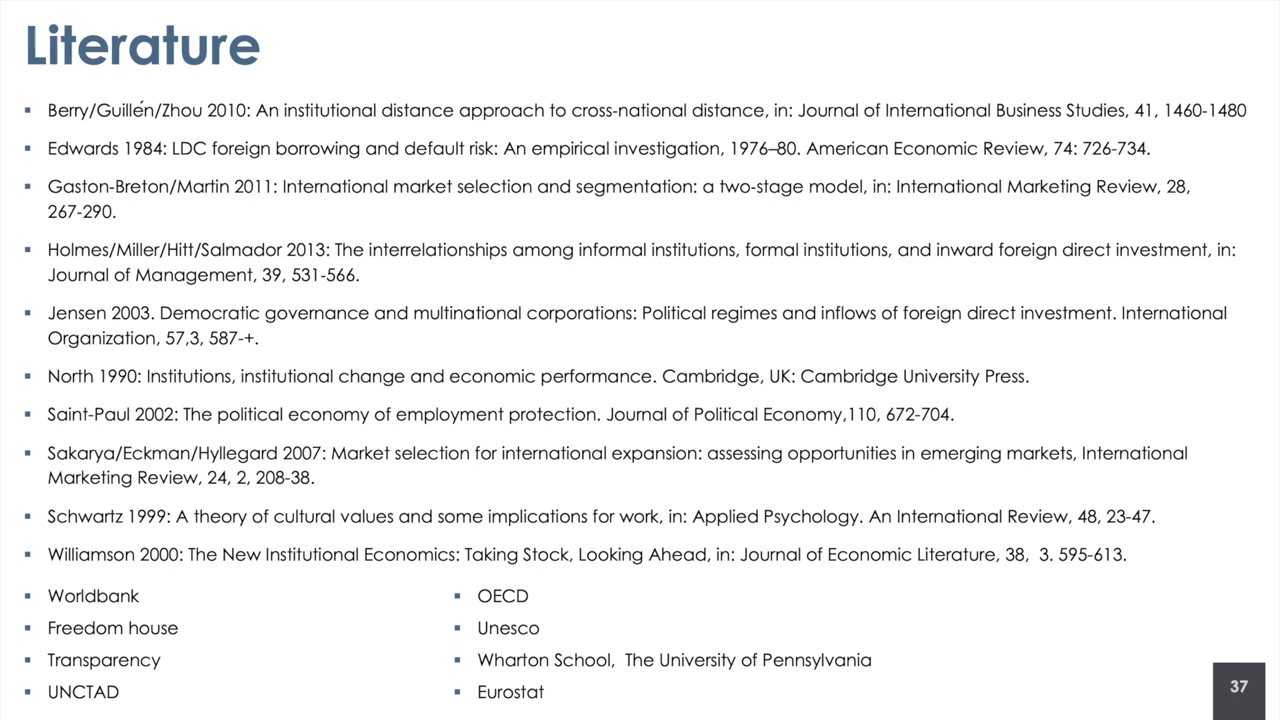 Literature
Berry/Guillén/Zhou 2010: An institutional distance approach to cross-national distance, in: Journal of International Business Studies, 41, 1460-1480
Edwards 1984: LDC foreign borrowing and default risk: An empirical investigation, 1976–80. American Economic Review, 74: 726-734.
Gaston-Breton/Martin 2011: International market selection and segmentation: a two-stage model, in: International Marketing Review, 28,
267-290.
Holmes/Miller/Hitt/Salmador 2013: The interrelationships among informal institutions, formal institutions, and inward foreign direct investment, in:
Journal of Management, 39, 531-566.
Jensen 2003. Democratic governance and multinational corporations: Political regimes and inflows of foreign direct investment. International
Organization, 57,3, 587-+.
North 1990: Institutions, institutional change and economic performance. Cambridge, UK: Cambridge University Press.
Saint-Paul 2002: The political economy of employment protection. Journal of Political Economy,110, 672-704.
Sakarya/Eckman/Hyllegard 2007: Market selection for international expansion: assessing opportunities in emerging markets, International
Marketing Review, 24, 2, 208-38.
Schwartz 1999: A theory of cultural values and some implications for work, in: Applied Psychology. An International Review, 48, 23-47.
Williamson 2000: The New Institutional Economics: Taking Stock, Looking Ahead, in: Journal of Economic Literature, 38, 3. 595-613.
Worldbank
Freedom house
Transparency
UNCTAD
OECD
Unesco
Wharton School, The University of Pennsylvania
Eurostat
37